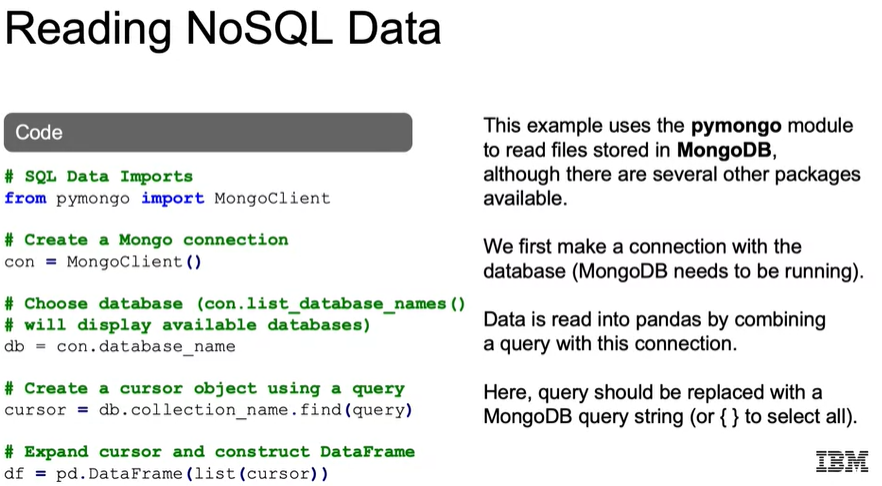 Reading NoSQL Data
Code
# SQL Data Imports
from pymongo import MongoClient
# Create a Mongo connection
con = MongoClient()
# Choose database (con.list_database_names()
# will display available databases)
db = con.database_name
# Create a cursor object using a query
cursor = db.collection_name.find(query)
# Expand cursor and construct DataFrame
df = pd.DataFrame(list(cursor))
This example uses the pymongo module
to read files stored in MongoDB,
although there are several other packages
available.
We first make a connection with the
database (MongoDB needs to be running).
Data is read into pandas by combining
a query with this connection.
Here, query should be replaced with a
MongoDB query string (or { } to select all).
IBM